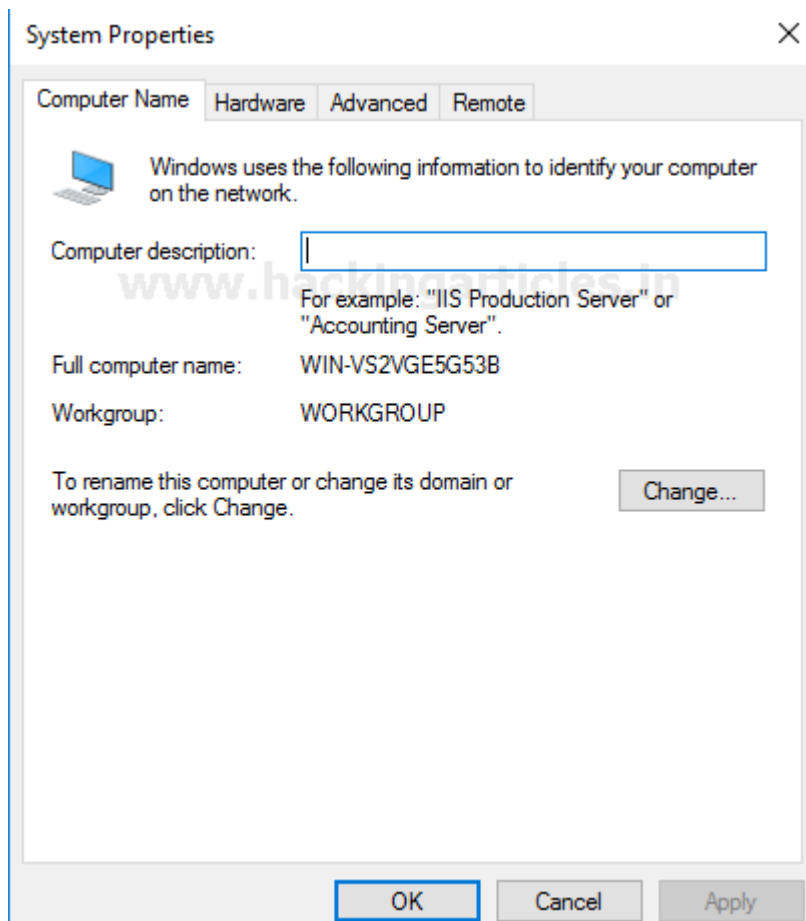 System Properties
Computer Name Hardware Advanced Remote
Windows uses the following information to identify your computer
on the network.
Computer description:
www.hackingarticles.in
For example: "IIS Production Server" or
"Accounting Server".
Full computer name: WIN-VS2VGE5G53B
Workgroup: WORKGROUP
To rename this computer or change its domain or
workgroup, click Change.
Change...
OK Cancel Apply